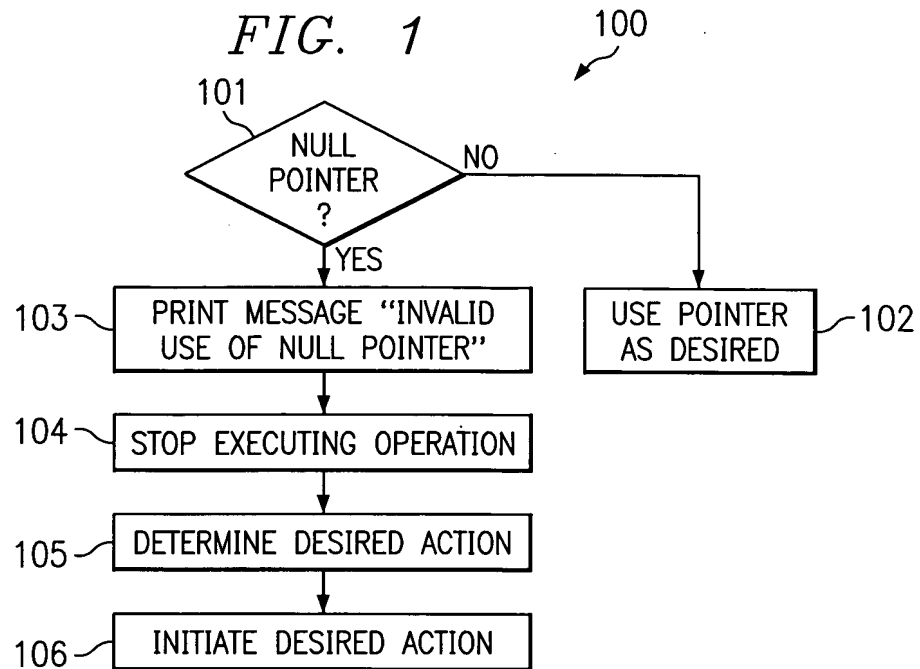 FIG. 1
100
101
NULL
POINTER
?
NO
YES
103
PRINT MESSAGE “INVALID
USE OF NULL POINTER”
USE POINTER
AS DESIRED
102
104
STOP EXECUTING OPERATION
105
DETERMINE DESIRED ACTION
106
INITIATE DESIRED ACTION